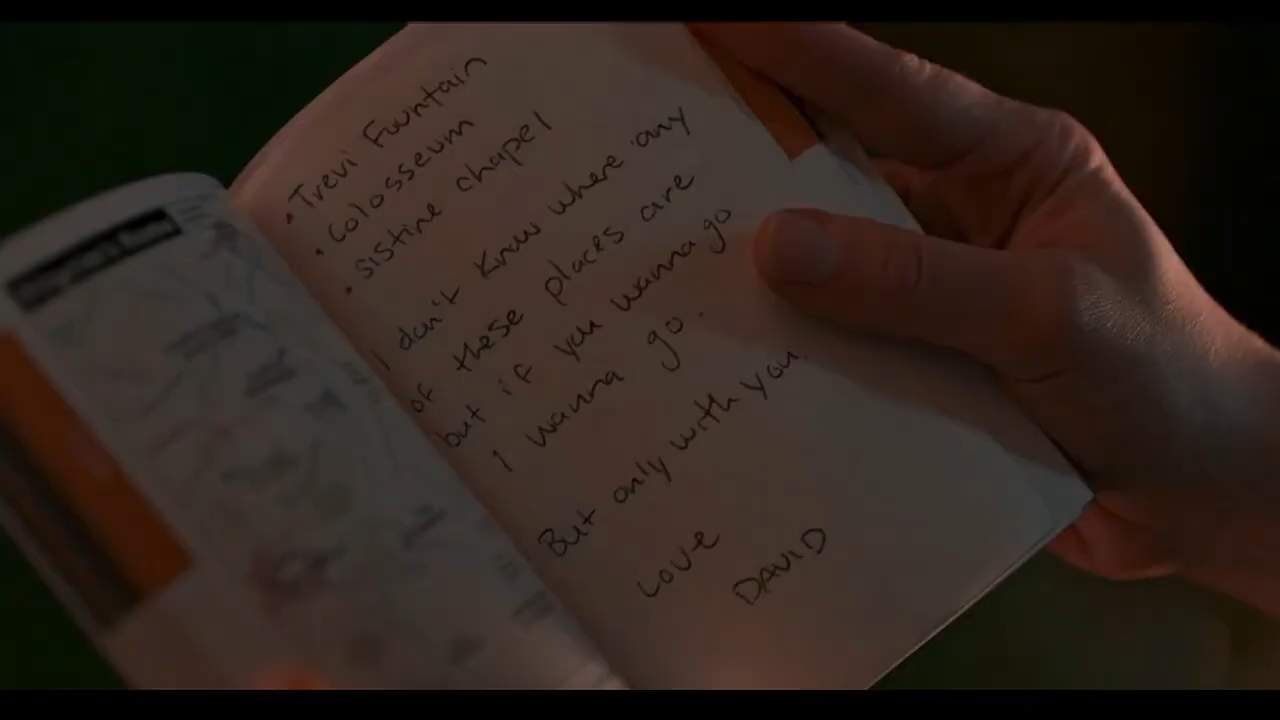 • Trevi Fountain
• Colosseum
• sistine chapel
I don't know where any
of these places are
but if you wanna go
I wanna go.
But only with you.
Love
DAVID